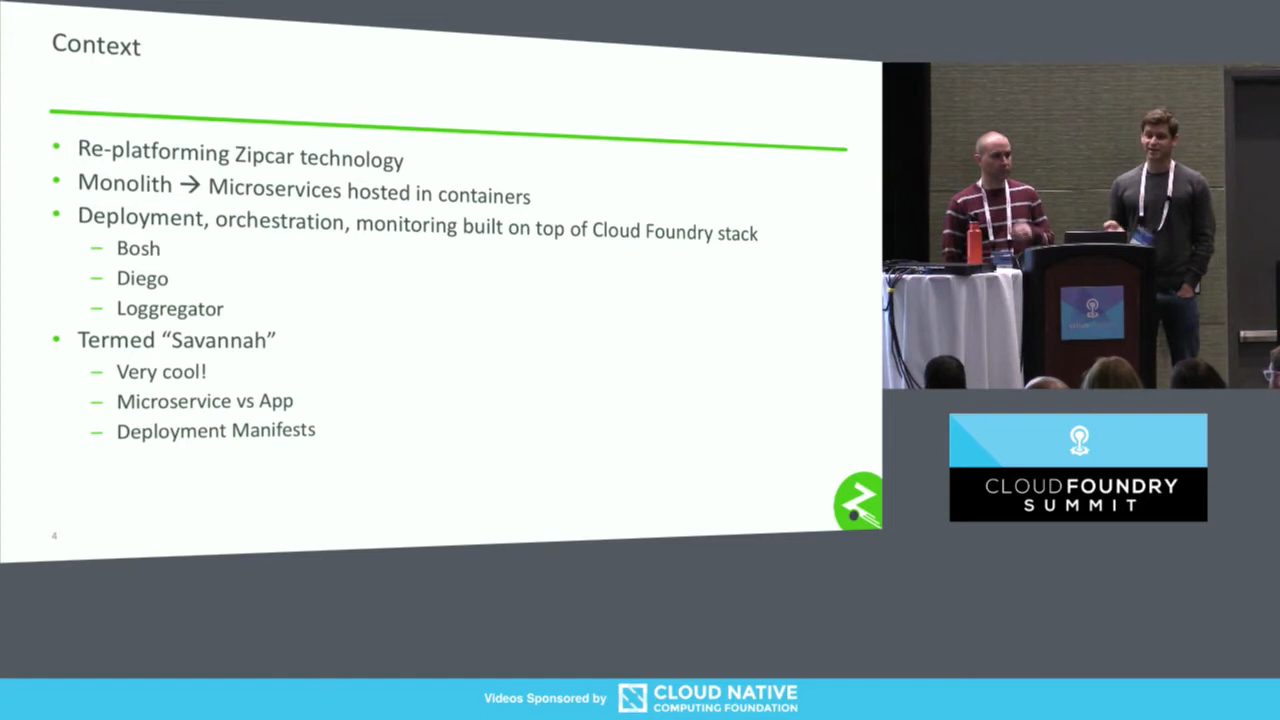 Context
• Re-platforming Zipcar technology
• Monolith → Microservices hosted in containers
• Deployment, orchestration, monitoring built on top of Cloud Foundry stack
– Bosh
– Diego
– Loggregator
• Termed “Savannah”
– Very cool!
– Microservice vs App
– Deployment Manifests
4
CLOUDFOUNDRY
SUMMIT
Videos Sponsored by
CLOUD NATIVE
COMPUTING FOUNDATION